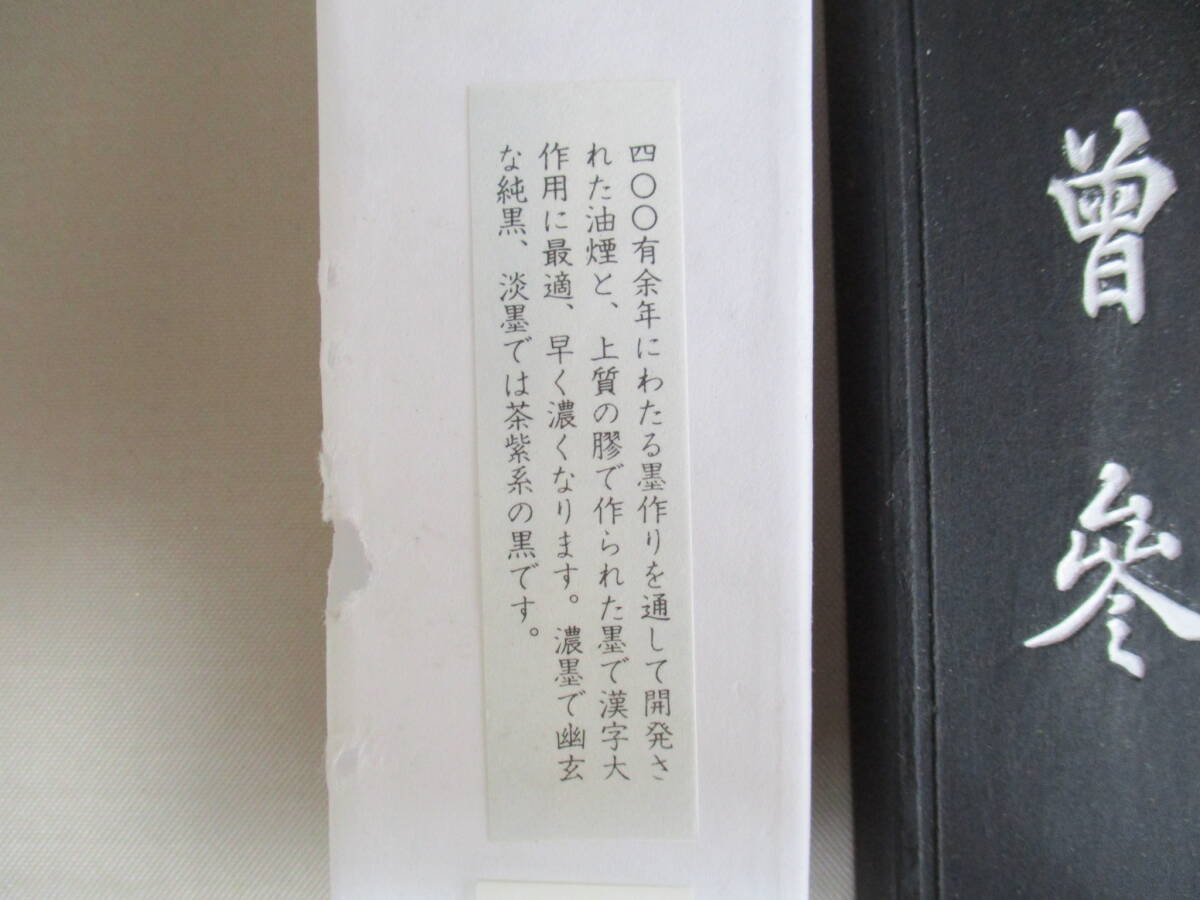 曾參
四〇〇有余年にわたる墨作りを通して開発さ
れた油煙と、上質の膠で作られた墨で漢字大
作用に最適、早く濃くなります。濃墨で幽玄
な純黒、淡墨では茶紫系の黒です。